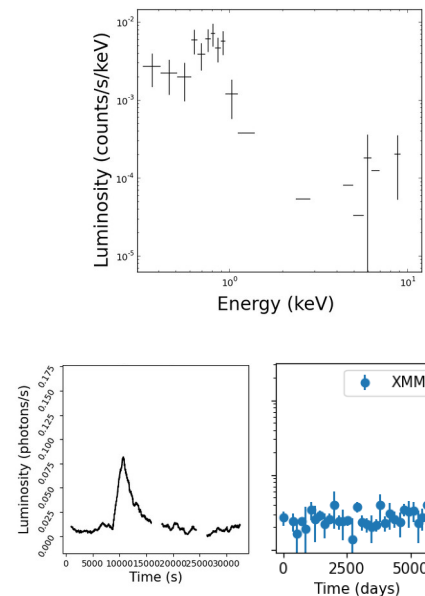 10⁻²
10⁻³
10⁻⁴
10⁻⁵
Luminosity (counts/s/keV)
10⁰
10¹
Energy (keV)
0.175
0.150
0.125
0.100
0.075
0.050
0.025
0.000
Luminosity (photons/s)
0 5000 10000 15000 20000 25000 30000
Time (s)
XMM
0 2500 5000
Time (days)